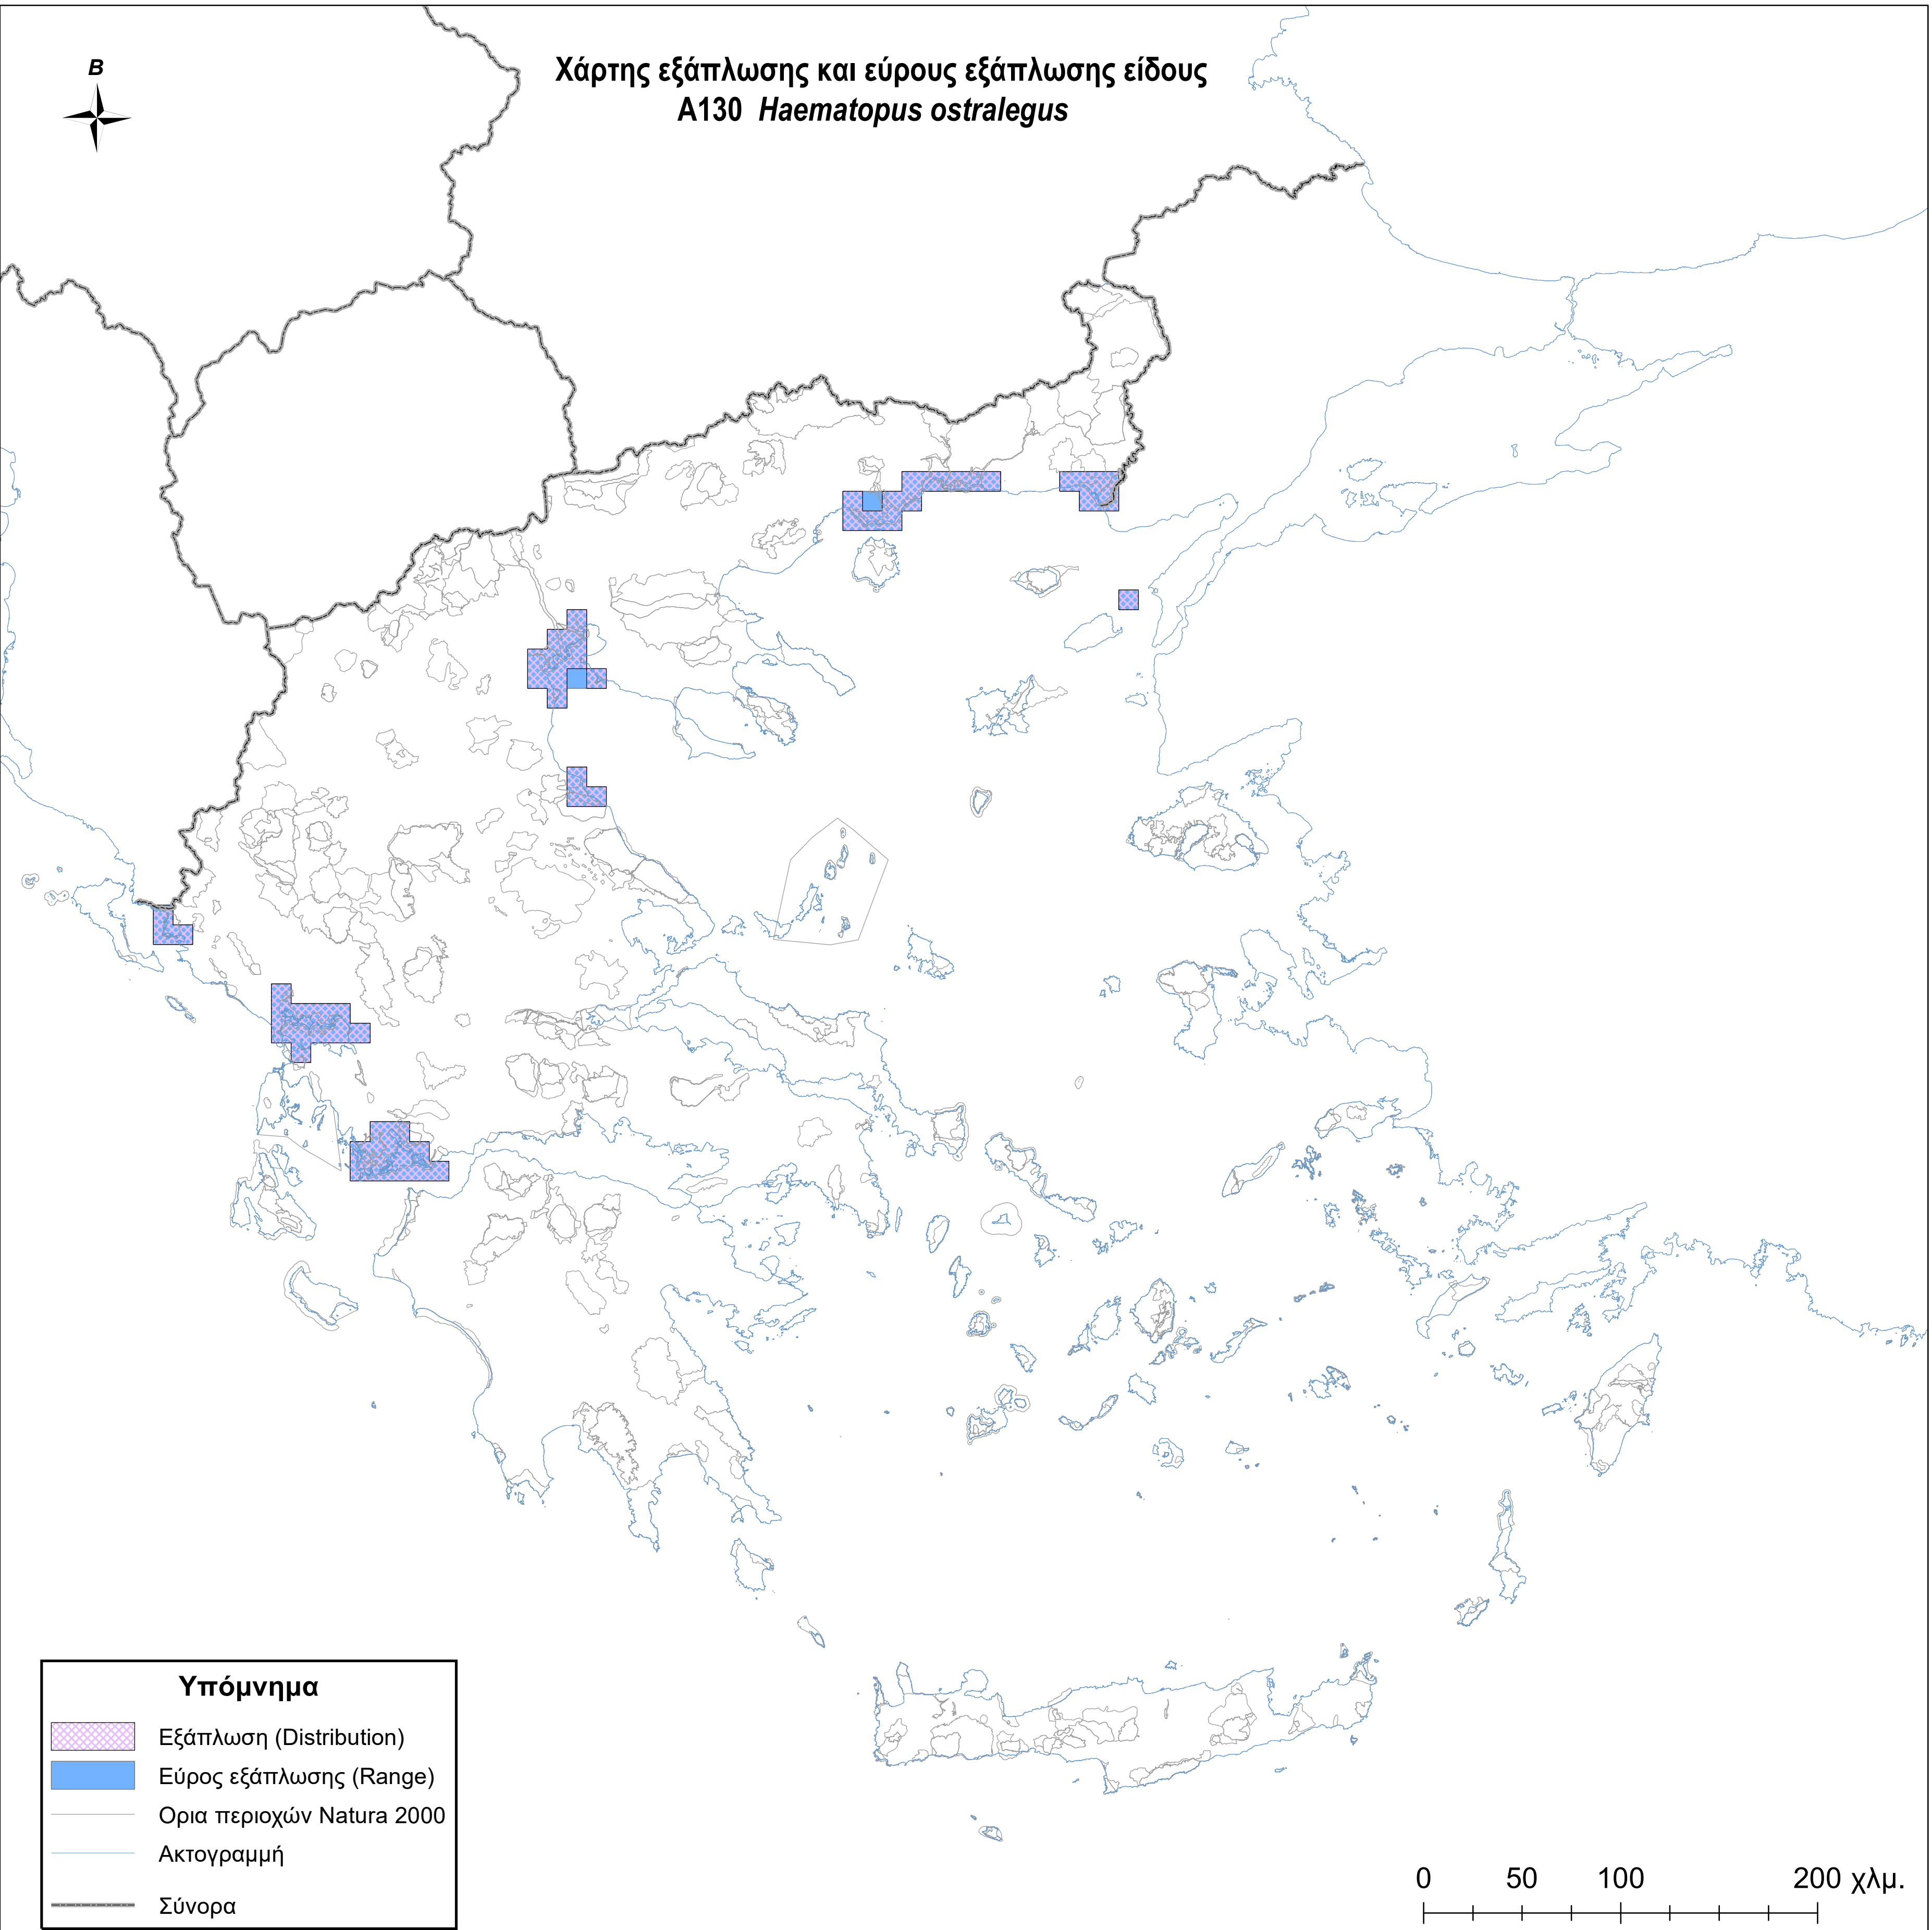 Β
Χάρτης εξάπλωσης και εύρους εξάπλωσης είδους
A130 Haematopus ostralegus
Υπόμνημα
Εξάπλωση (Distribution)
Εύρος εξάπλωσης (Range)
Ορια περιοχών Natura 2000
Ακτογραμμή
Σύνορα
0 50 100 200 χλμ.